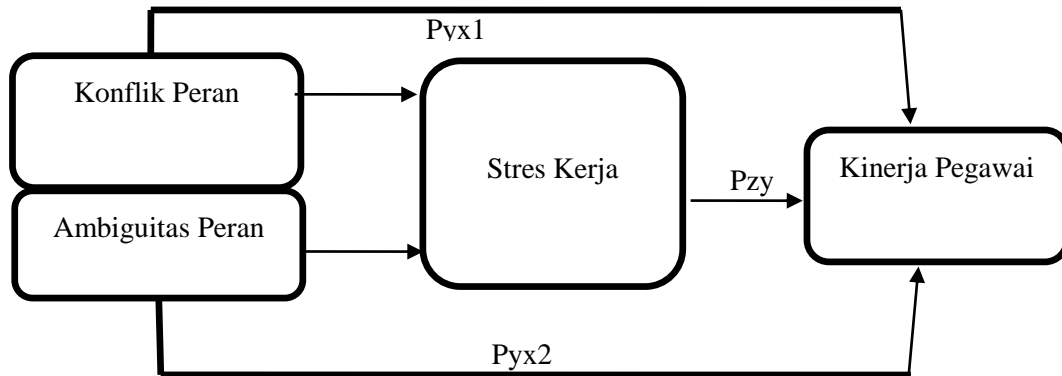 Pyx1
Konflik Peran
Stres Kerja
Kinerja Pegawai
Pzy
Ambiguitas Peran
Pyx2